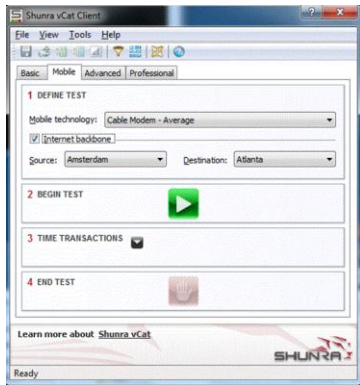 Shunra vCat Client
File View Tools Help
Basic Mobile Advanced Professional
1 DEFINE TEST
Mobile technology: Cable Modem - Average
Internet backbone
Source: Amsterdam Destination: Atlanta
2 BEGIN TEST
3 TIME TRANSACTIONS
4 END TEST
Learn more about Shunra vCat
SHUNRA
Ready